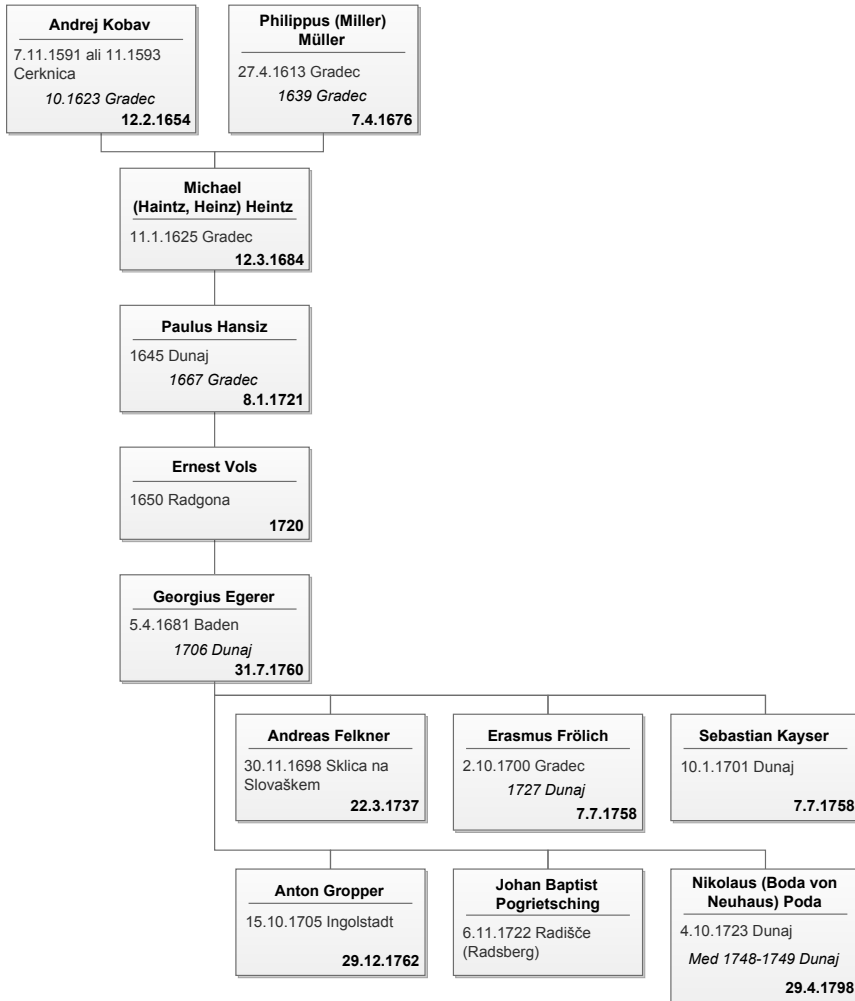 Andrej Kobav
7.11.1591 ali 11.1593
Cerknica
10.1623 Gradec
12.2.1654
Philippus (Miller)
Müller
27.4.1613 Gradec
1639 Gradec
7.4.1676
Michael
(Haintz, Heinz) Heintz
11.1.1625 Gradec
12.3.1684
Paulus Hansiz
1645 Dunaj
1667 Gradec
8.1.1721
Ernest Vols
1650 Radgona
1720
Georgius Egerer
5.4.1681 Baden
1706 Dunaj
31.7.1760
Andreas Felkner
30.11.1698 Sklica na
Slovaškem
22.3.1737
Erasmus Frölich
2.10.1700 Gradec
1727 Dunaj
7.7.1758
Sebastian Kayser
10.1.1701 Dunaj
7.7.1758
Anton Gropper
15.10.1705 Ingolstadt
29.12.1762
Johan Baptist
Pogrietsching
6.11.1722 Radišče
(Radsberg)
Nikolaus (Boda von
Neuhaus) Poda
4.10.1723 Dunaj
Med 1748-1749 Dunaj
29.4.1798